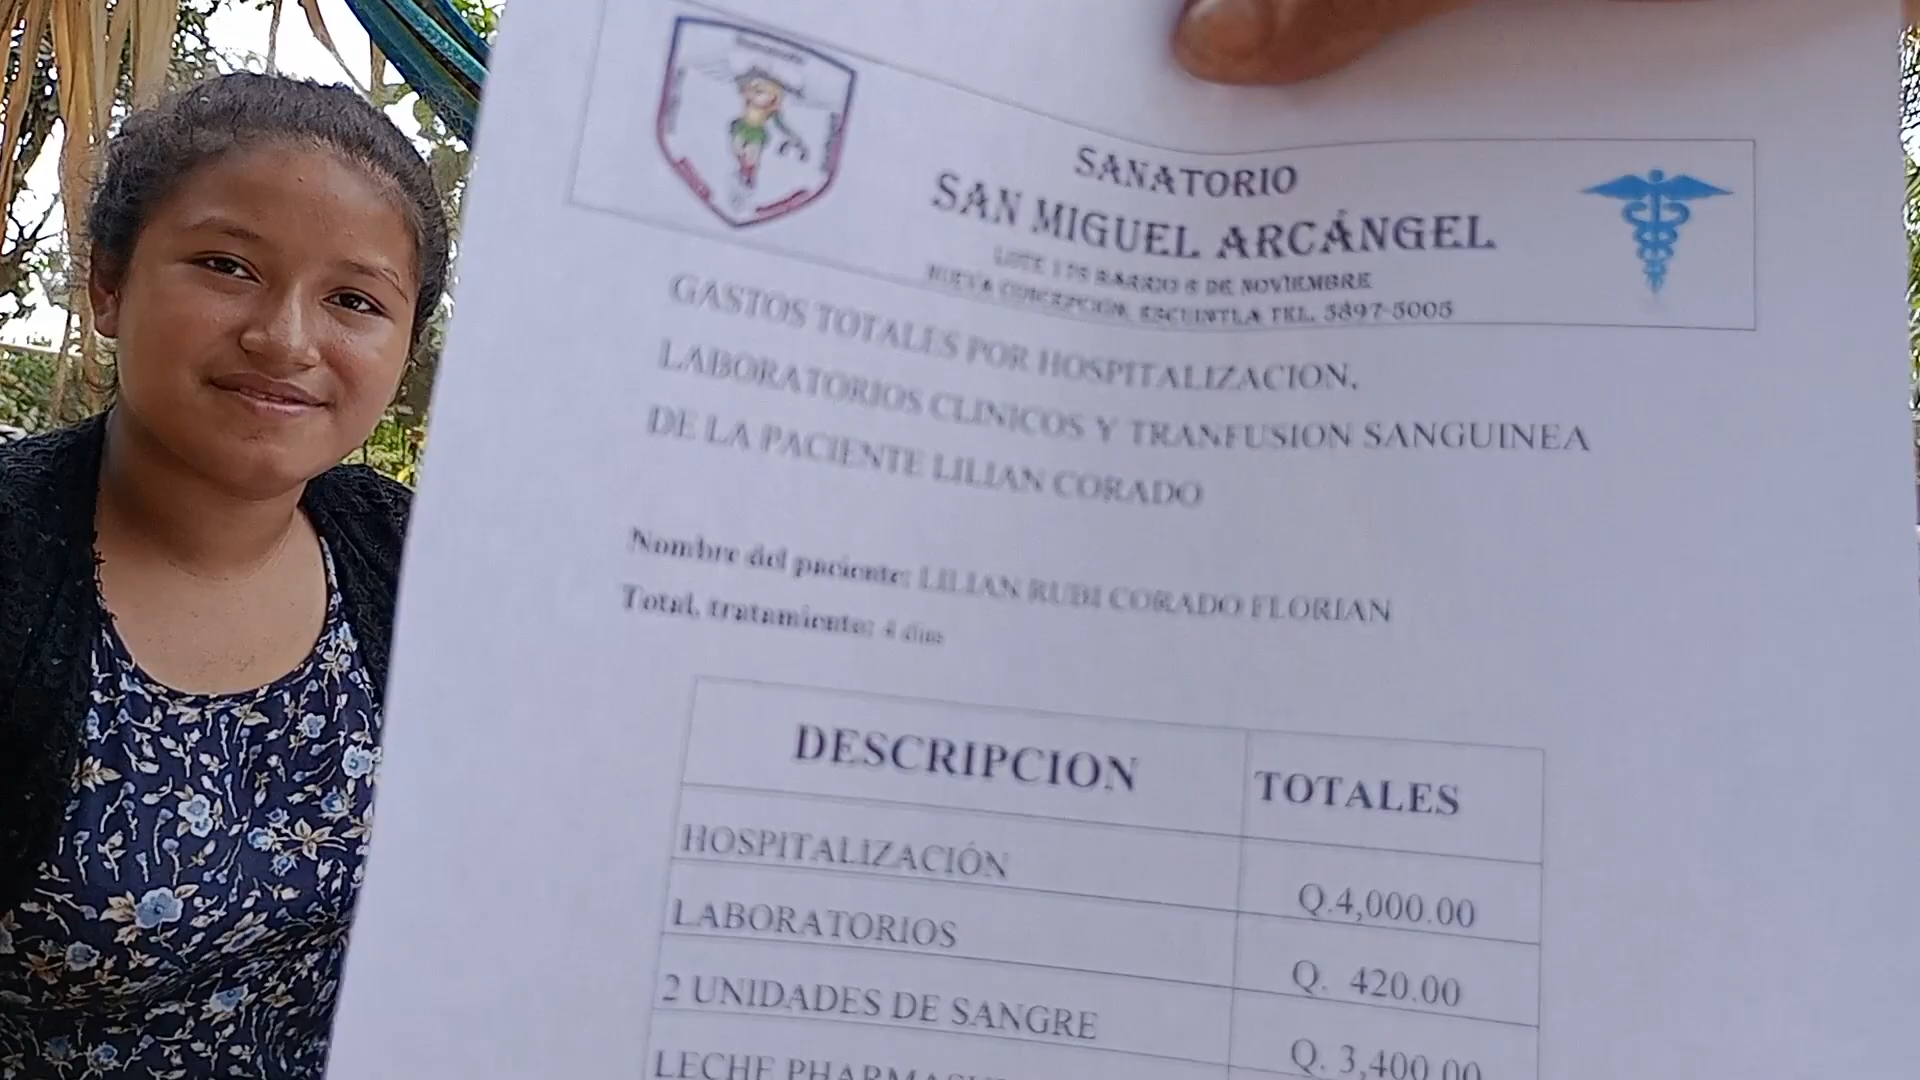 SANATORIO
SAN MIGUEL ARCÁNGEL
LOTE 176 BARRIO 6 DE NOVIEMBRE
NUEVA CONCEPCIÓN, ESCUINTLA TEL. 5897-5005
GASTOS TOTALES POR HOSPITALIZACION,
LABORATORIOS CLINICOS Y TRANFUSION SANGUINEA
DE LA PACIENTE LILIAN CORADO
Nombre del paciente: LILIAN RUBI CORADO FLORIAN
Total, tratamiento: 4 dias
DESCRIPCION TOTALES
HOSPITALIZACIÓN Q.4,000.00
LABORATORIOS Q. 420.00
2 UNIDADES DE SANGRE Q. 3,400.00
LECHE